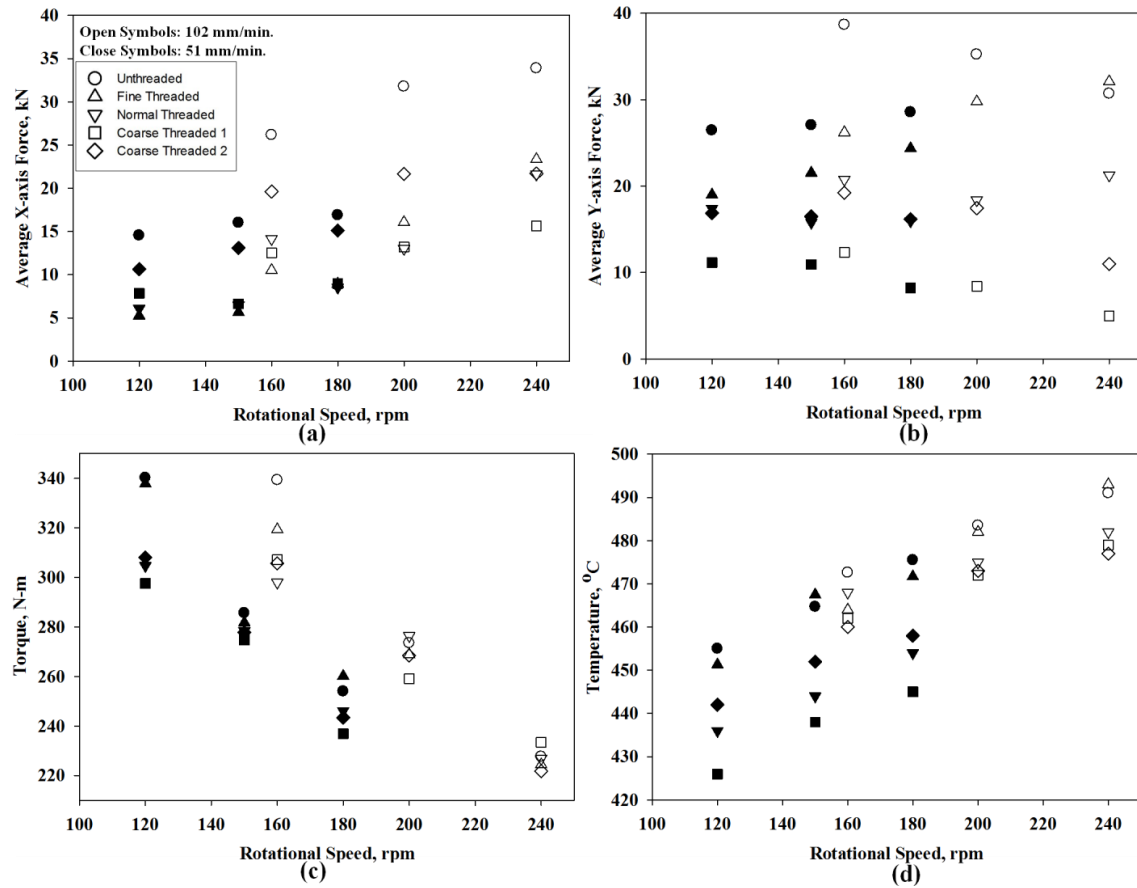 Open Symbols: 102 mm/min.
Close Symbols: 51 mm/min.
Unthreaded
Fine Threaded
Normal Threaded
Coarse Threaded 1
Coarse Threaded 2
Average X-axis Force, kN
40
35
30
25
20
15
10
5
0
100 120 140 160 180 200 220 240
Rotational Speed, rpm
(a)
Average Y-axis Force, kN
40
30
20
10
0
100 120 140 160 180 200 220 240
Rotational Speed, rpm
(b)
Torque, N-m
340
320
300
280
260
240
220
100 120 140 160 180 200 220 240
Rotational Speed, rpm
(c)
Temperature, °C
500
490
480
470
460
450
440
430
420
100 120 140 160 180 200 220 240
Rotational Speed, rpm
(d)